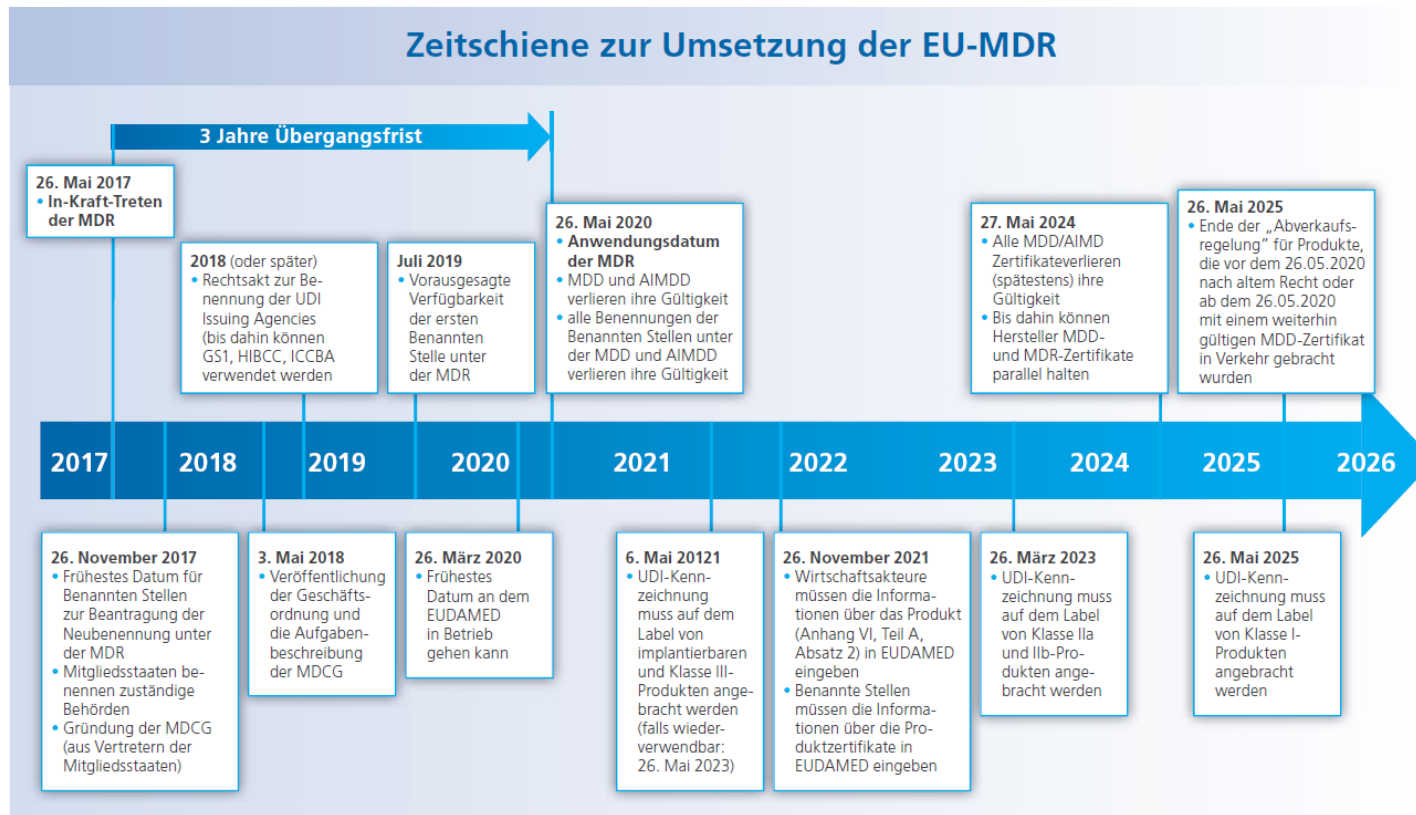 Zeitschiene zur Umsetzung der EU-MDR
3 Jahre Übergangsfrist
26. Mai 2017
• In-Kraft-Treten
der MDR
2018 (oder später)
• Rechtsakt zur Be-
nennung der UDI
Issuing Agencies
(bis dahin können
GS1, HIBCC, ICCBA
verwendet werden
Juli 2019
• Vorausgesagte
Verfügbarkeit
der ersten
Benannten
Stelle unter
der MDR
26. Mai 2020
• Anwendungsdatum
der MDR
• MDD und AIMDD
verlieren ihre Gültigkeit
• alle Benennungen der
Benannten Stellen unter
der MDD und AIMDD
verlieren ihre Gültigkeit
27. Mai 2024
• Alle MDD/AIMD
Zertifikateverlieren
(spätestens) ihre
Gültigkeit
• Bis dahin können
Hersteller MDD-
und MDR-Zertifikate
parallel halten
26. Mai 2025
• Ende der „Abverkaufs-
regelung" für Produkte,
die vor dem 26.05.2020
nach altem Recht oder
ab dem 26.05.2020
mit einem weiterhin
gültigen MDD-Zertifikat
in Verkehr gebracht
wurden
2017 2018 2019 2020 2021 2022 2023 2024 2025 2026
26. November 2017
• Frühestes Datum für
Benannten Stellen
zur Beantragung der
Neubenennung unter
der MDR
• Mitgliedsstaaten be-
nennen zuständige
Behörden
• Gründung der MDCG
(aus Vertretern der
Mitgliedsstaaten)
3. Mai 2018
• Veröffentlichung
der Geschäfts-
ordnung und
die Aufgaben-
beschreibung
der MDCG
26. März 2020
• Frühestes
Datum an dem
EUDAMED
in Betrieb
gehen kann
6. Mai 20121
• UDI-Kenn-
zeichnung
muss auf dem
Label von
implantierbaren
und Klasse III-
Produkten ange-
bracht werden
(falls wieder-
verwendbar:
26. Mai 2023)
26. November 2021
• Wirtschaftsakteure
müssen die Informa-
tionen über das Produkt
(Anhang VI, Teil A,
Absatz 2) in EUDAMED
eingeben
• Benannte Stellen
müssen die Informa-
tionen über die Pro-
duktzertifikate in
EUDAMED eingeben
26. März 2023
• UDI-Kenn-
zeichnung muss
auf dem Label
von Klasse IIa
und IIb-Pro-
dukten ange-
bracht werden
26. Mai 2025
• UDI-Kenn-
zeichnung muss
auf dem Label
von Klasse I-
Produkten
angebracht
werden